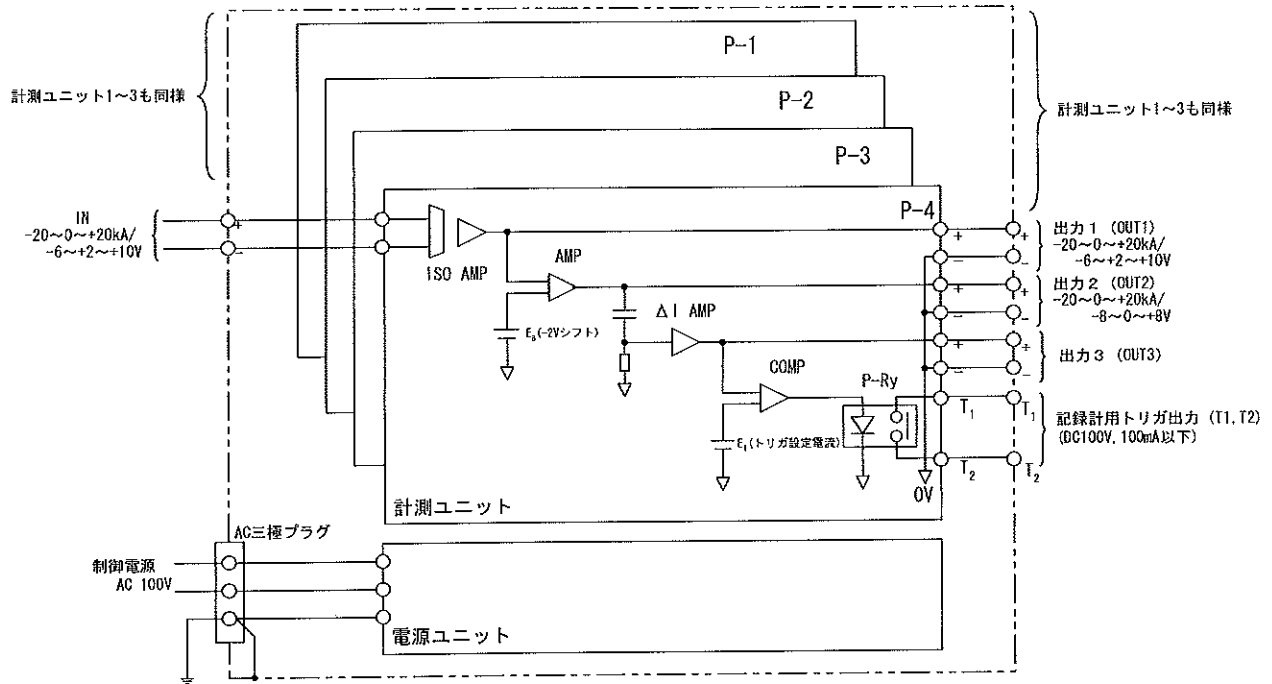 P-1
P-2
P-3
P-4
計測ユニット1~3も同様
計測ユニット1~3も同様
IN
-20~0~+20kA/
-6~+2~+10V
+
-
ISO AMP
AMP
ΔI AMP
COMP
P-Ry
(-2Vシフト)
(トリガ設定電流)
+
-
+
-
+
-
T1
T2
0V
+
-
+
-
+
-
T1
T2
出力1 (OUT1)
-20~0~+20kA/
-6~+2~+10V
出力2 (OUT2)
-20~0~+20kA/
-8~0~+8V
出力3 (OUT3)
記録計用トリガ出力 (T1,T2)
(DC100V,100mA以下)
計測ユニット
AC三極プラグ
制御電源
AC 100V
電源ユニット